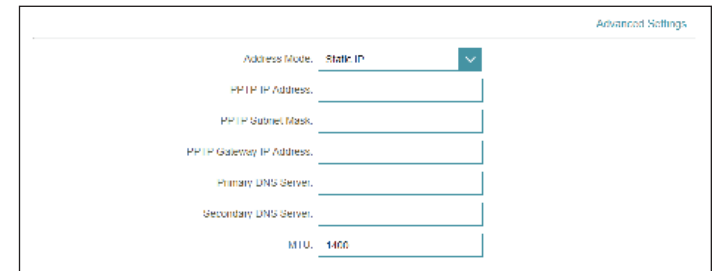 Advanced Settings
Address Mode: Static IP
PPTP IP Address:
PPTP Subnet Mask:
PPTP Gateway IP Address:
Primary DNS Server:
Secondary DNS Server:
MTU: 1400